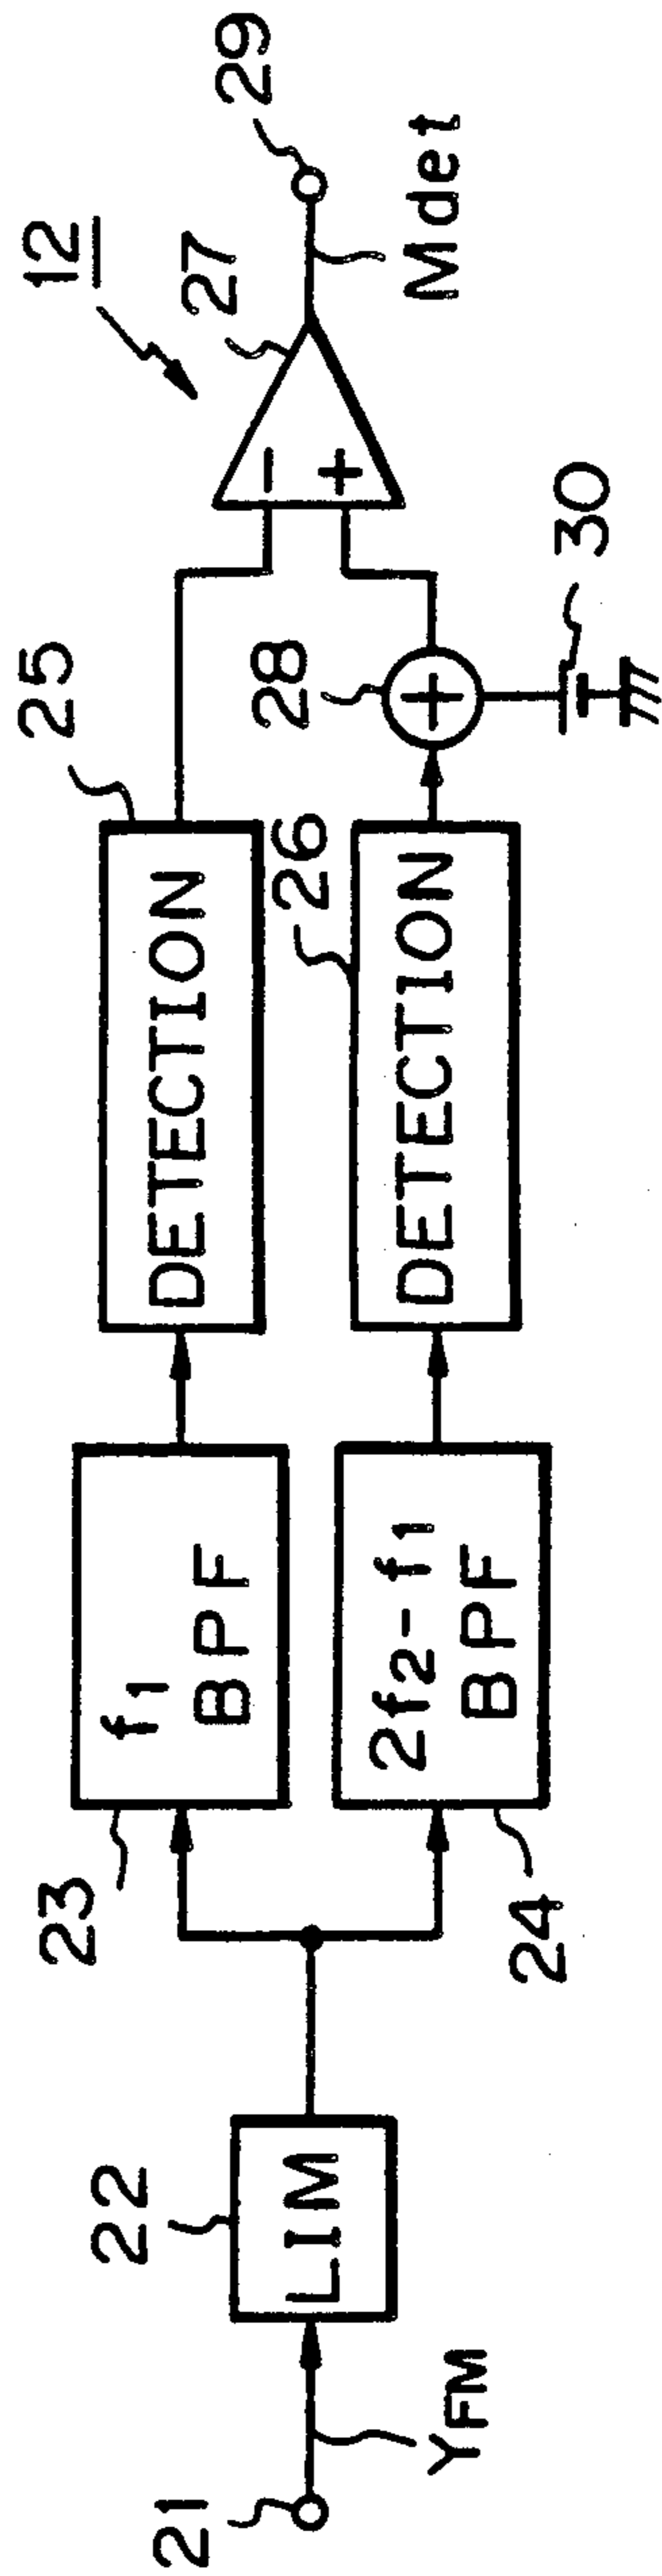 12
21
YFM
22
LIM
23
f1
BPF
24
2f2-f1
BPF
25
DETECTION
26
DETECTION
28
30
27
-
+
+
29
Mdet